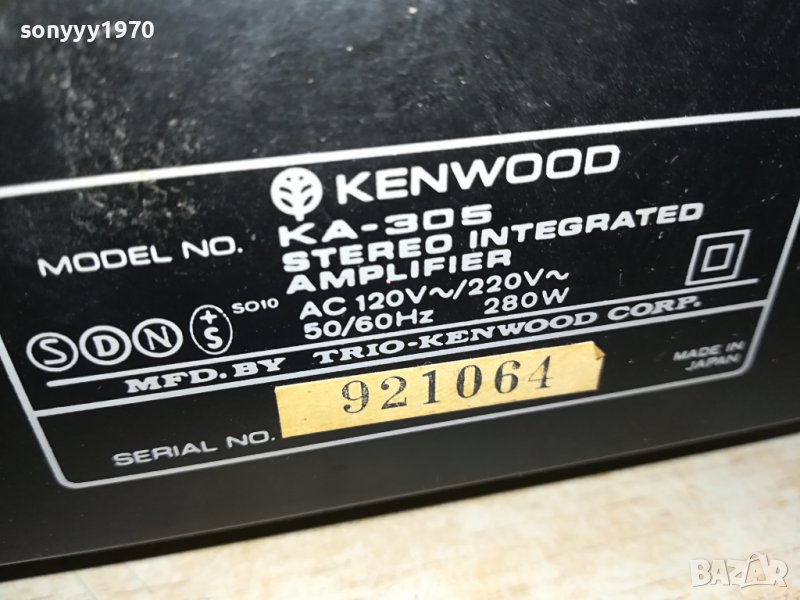 sonyyy1970
KENWOOD
MODEL NO. KA-305
STEREO INTEGRATED
AMPLIFIER
AC 120V~/220V~
50/60Hz 280W
S D N +S SO10
MFD. BY TRIO-KENWOOD CORP.
SERIAL NO. 921064
MADE IN
JAPAN
BAZAR